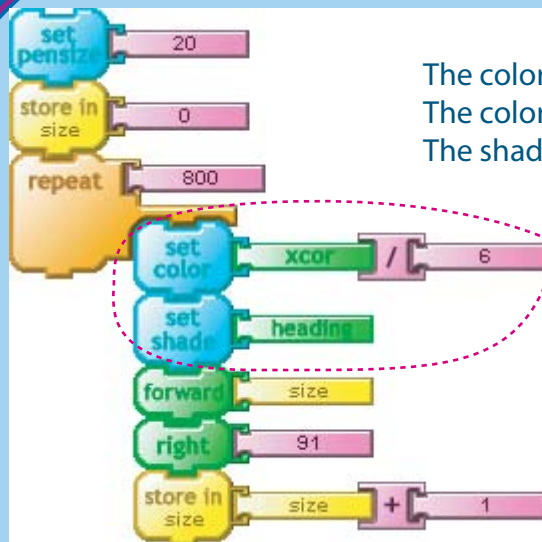 set
pensize 20
store in
size 0
repeat 800
set
color xcor / 6
set
shade heading
forward size
right 91
store in
size size + 1
The color
The color
The shad